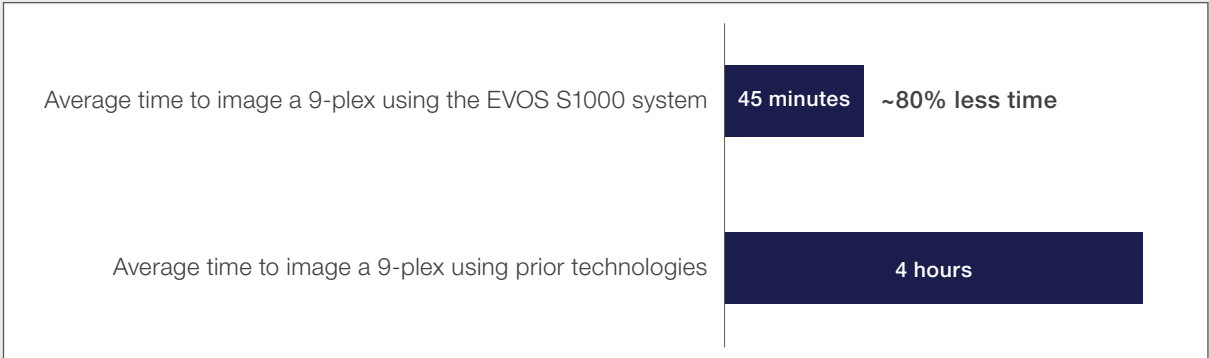 Average time to image a 9-plex using the EVOS S1000 system
45 minutes
~80% less time
Average time to image a 9-plex using prior technologies
4 hours